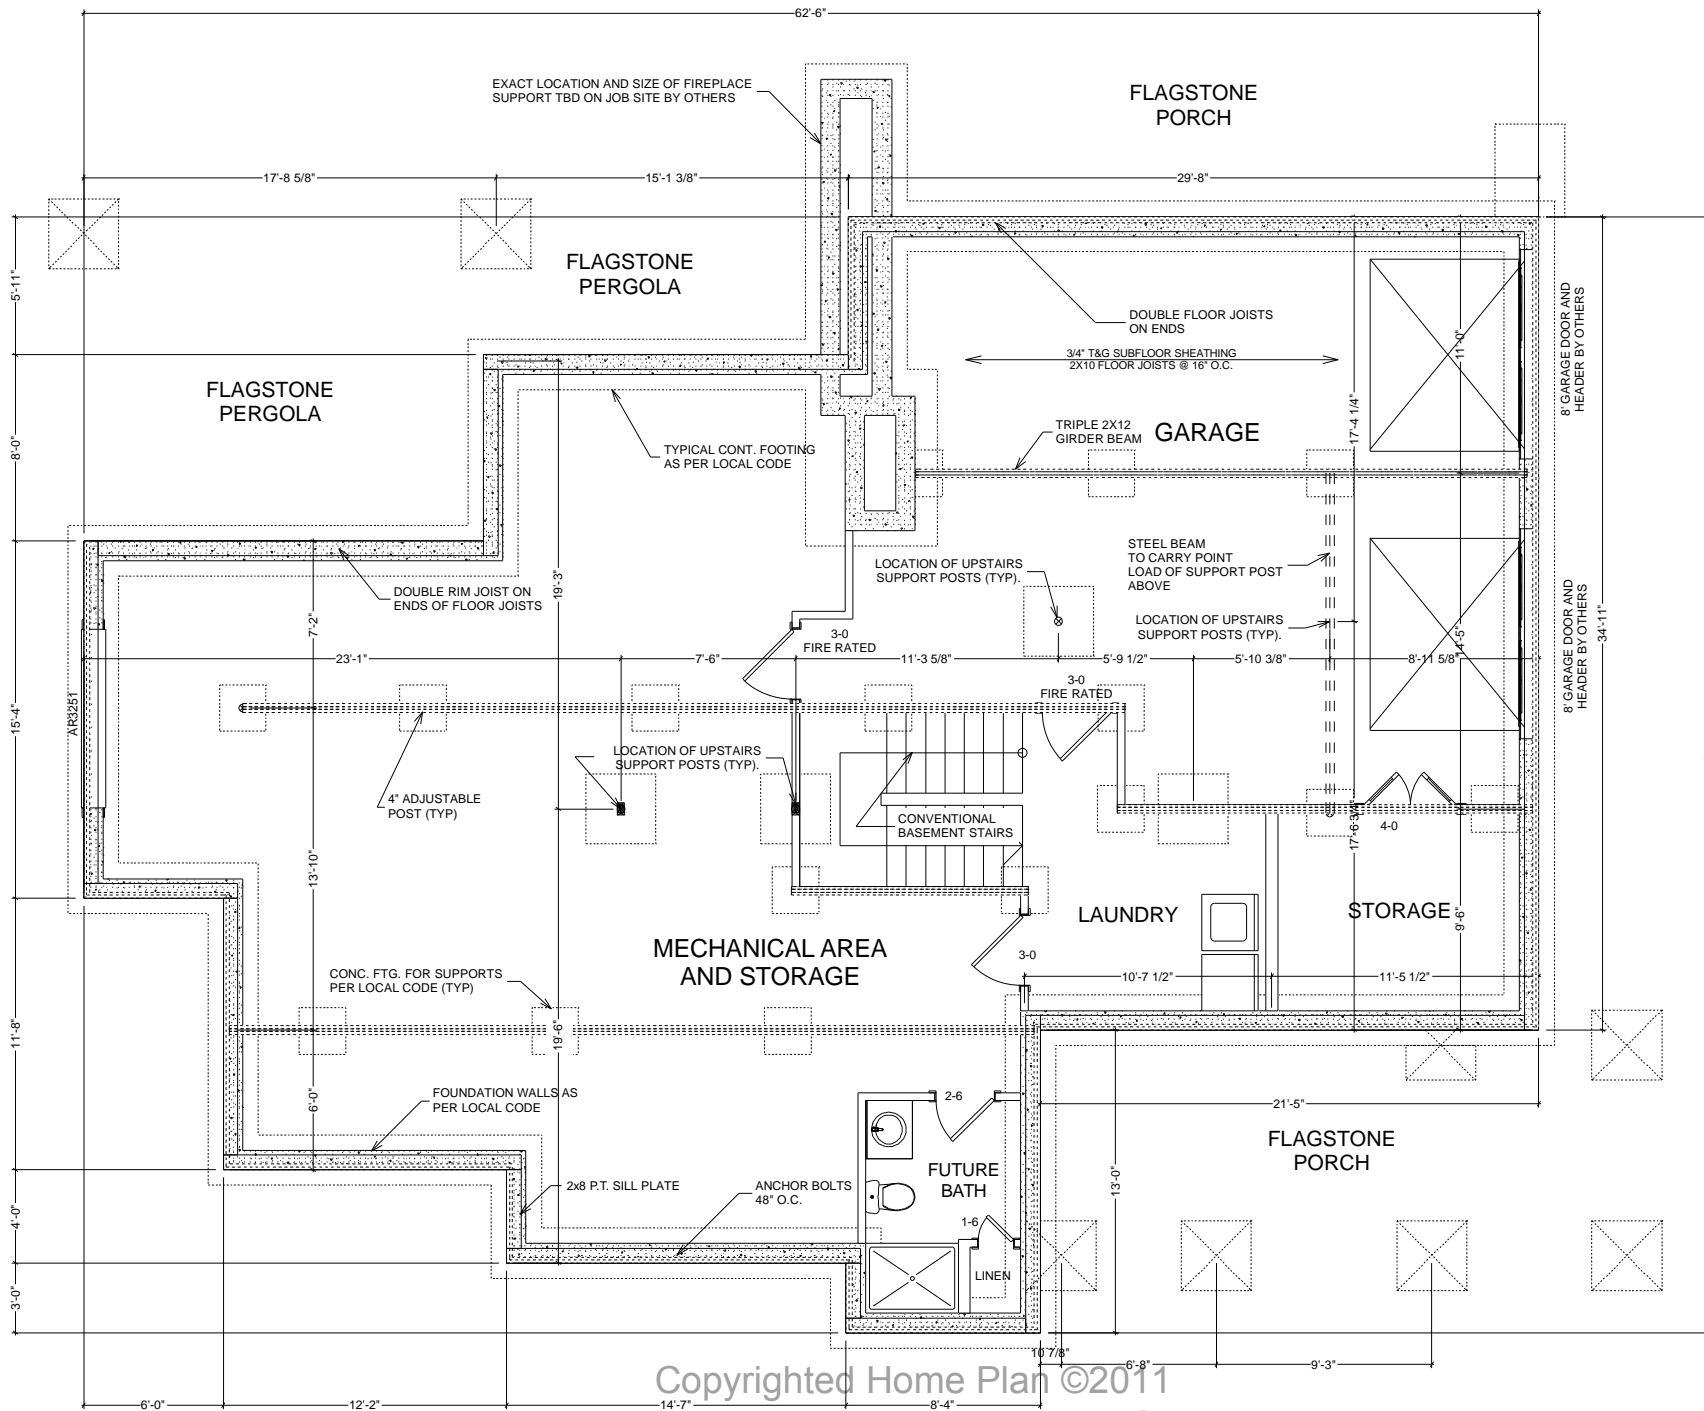 62'-6"
EXACT LOCATION AND SIZE OF FIREPLACE
SUPPORT TBD ON JOB SITE BY OTHERS
FLAGSTONE
PORCH
17'-8 5/8"
15'-1 3/8"
29'-8"
5'-11"
FLAGSTONE
PERGOLA
DOUBLE FLOOR JOISTS
ON ENDS
8' GARAGE DOOR AND
HEADER BY OTHERS
11'-0"
3/4" T&G SUBFLOOR SHEATHING
2X10 FLOOR JOISTS @ 16" O.C.
FLAGSTONE
PERGOLA
17'-4 1/4"
8'-0"
TRIPLE 2X12
GIRDER BEAM
GARAGE
TYPICAL CONT. FOOTING
AS PER LOCAL CODE
STEEL BEAM
TO CARRY POINT
LOAD OF SUPPORT POST
ABOVE
LOCATION OF UPSTAIRS
SUPPORT POSTS (TYP).
19'-3"
DOUBLE RIM JOIST ON
ENDS OF FLOOR JOISTS
7'-2"
LOCATION OF UPSTAIRS
SUPPORT POSTS (TYP).
34'-11"
14'-5"
8' GARAGE DOOR AND
HEADER BY OTHERS
3-0
FIRE RATED
23'-1"
7'-6"
11'-3 5/8"
5'-9 1/2"
5'-10 3/8"
8'-11 5/8"
3-0
FIRE RATED
AR3251
15'-4"
LOCATION OF UPSTAIRS
SUPPORT POSTS (TYP).
4" ADJUSTABLE
POST (TYP)
CONVENTIONAL
BASEMENT STAIRS
17'-6 3/4"
4-0
13'-10"
LAUNDRY
STORAGE
9'-6"
MECHANICAL AREA
AND STORAGE
3-0
CONC. FTG. FOR SUPPORTS
PER LOCAL CODE (TYP)
10'-7 1/2"
11'-5 1/2"
11'-8"
19'-6"
FOUNDATION WALLS AS
PER LOCAL CODE
6'-0"
2-6
21'-5"
FLAGSTONE
PORCH
FUTURE
BATH
2x8 P.T. SILL PLATE
ANCHOR BOLTS
48" O.C.
13'-0"
4'-0"
1-6
LINEN
3'-0"
10 7/8"
6'-8"
9'-3"
Copyrighted Home Plan ©2011
6'-0"
12'-2"
14'-7"
8'-4"